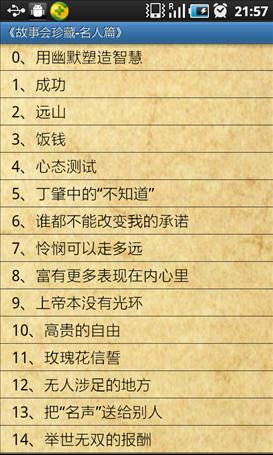 21:57
《故事会珍藏-名人篇》
0、用幽默塑造智慧
1、成功
2、远山
3、饭钱
4、心态测试
5、丁肇中的“不知道”
6、谁都不能改变我的承诺
7、怜悯可以走多远
8、富有更多表现在内心里
9、上帝本没有光环
10、高贵的自由
11、玫瑰花信誓
12、无人涉足的地方
13、把“名声”送给别人
14、举世无双的报酬